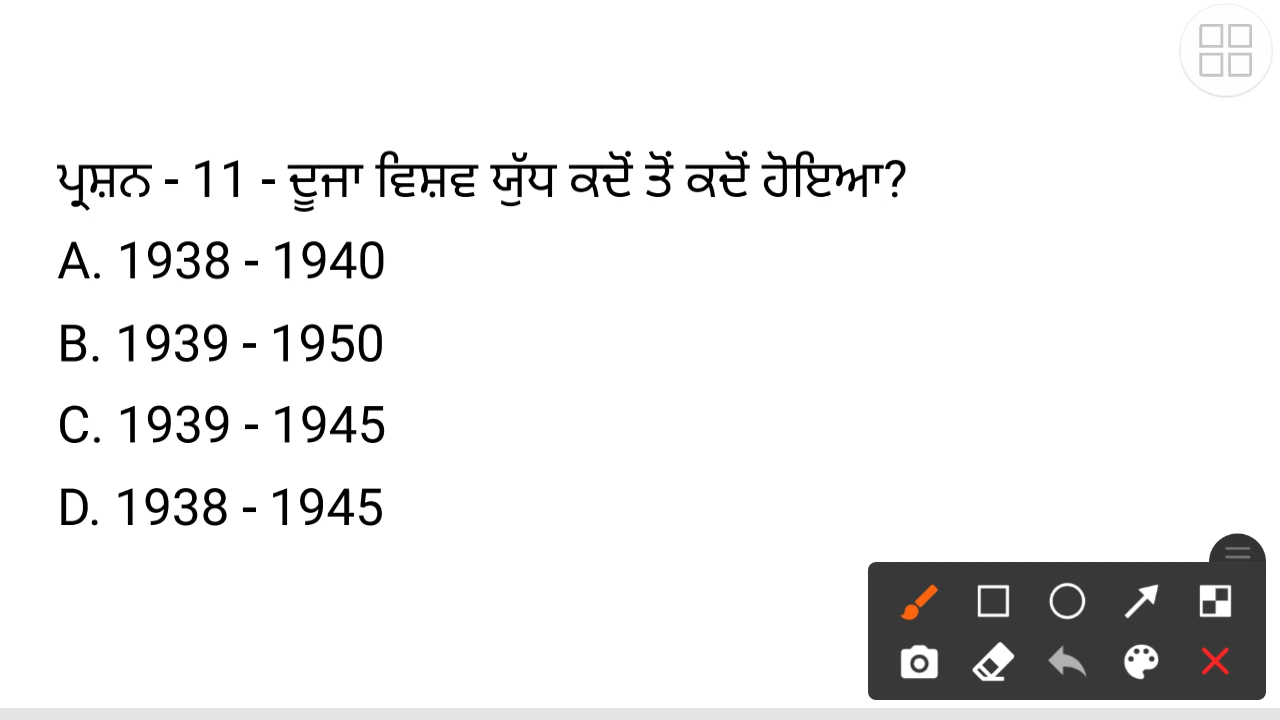 ਪ੍ਰਸ਼ਨ - 11 - ਦੂਜਾ ਵਿਸ਼ਵ ਯੁੱਧ ਕਦੋਂ ਤੋਂ ਕਦੋਂ ਹੋਇਆ?
A. 1938 - 1940
B. 1939 - 1950
C. 1939 - 1945
D. 1938 - 1945